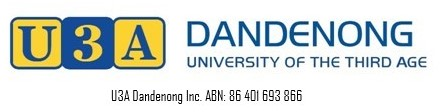 U3A
DANDENONG
UNIVERSITY OF THE THIRD AGE
U3A Dandenong Inc. ABN: 86 401 693 866